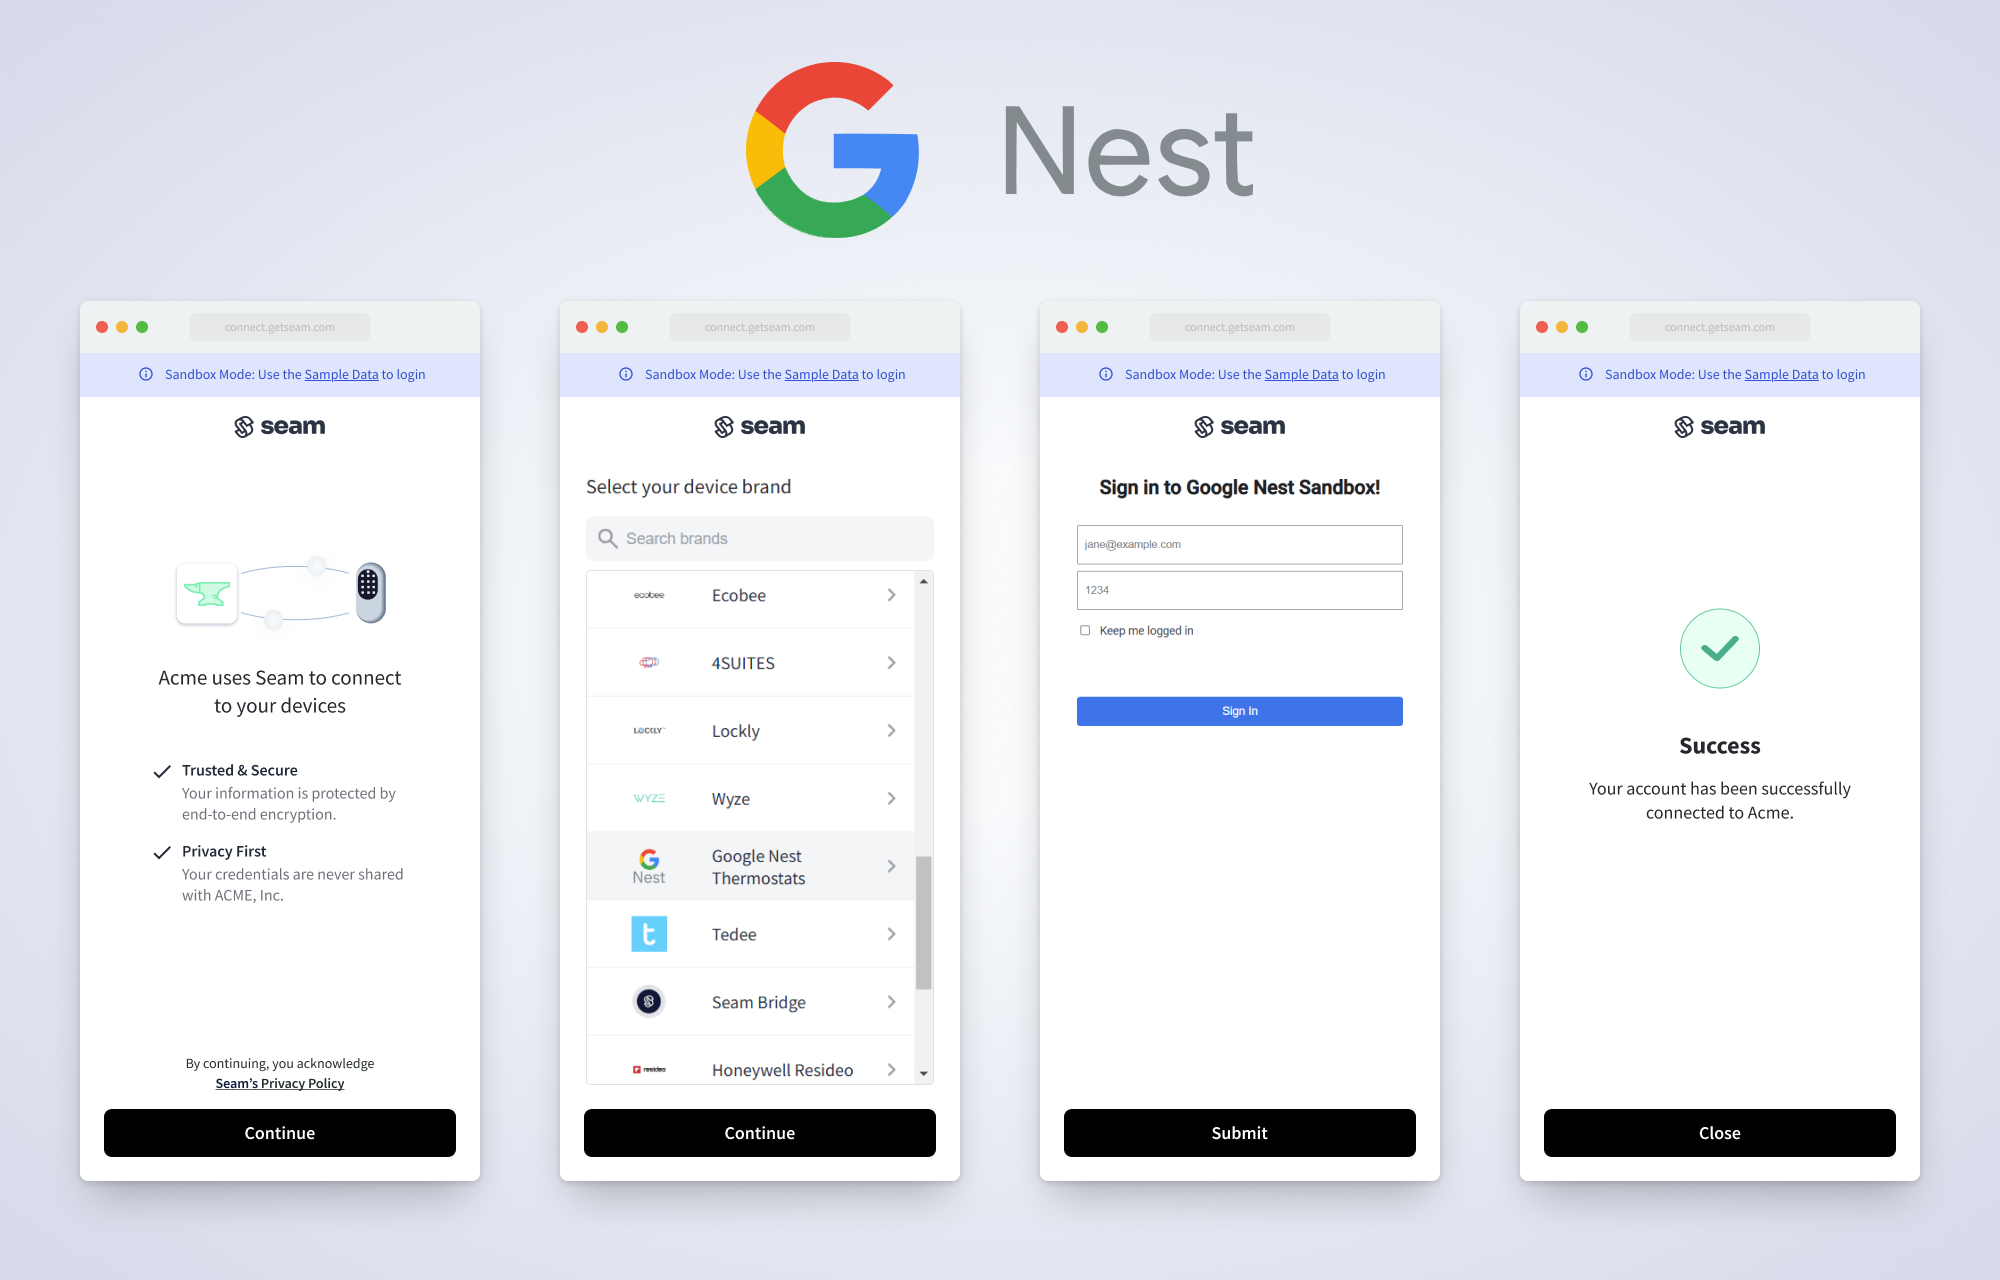 Nest
connect.getseam.com
Sandbox Mode: Use the Sample Data to login
seam
Acme uses Seam to connect
to your devices
Trusted & Secure
Your information is protected by
end-to-end encryption.
Privacy First
Your credentials are never shared
with ACME, Inc.
By continuing, you acknowledge
Seam's Privacy Policy
Continue
connect.getseam.com
Sandbox Mode: Use the Sample Data to login
seam
Select your device brand
Search brands
ecobee
Ecobee
4SUITES
LOCKLY
Lockly
WYZE
Wyze
Nest
Google Nest
Thermostats
t
Tedee
Seam Bridge
resideo
Honeywell Resideo
Continue
connect.getseam.com
Sandbox Mode: Use the Sample Data to login
seam
Sign in to Google Nest Sandbox!
jane@example.com
1234
Keep me logged in
Sign In
Submit
connect.getseam.com
Sandbox Mode: Use the Sample Data to login
seam
Success
Your account has been successfully
connected to Acme.
Close